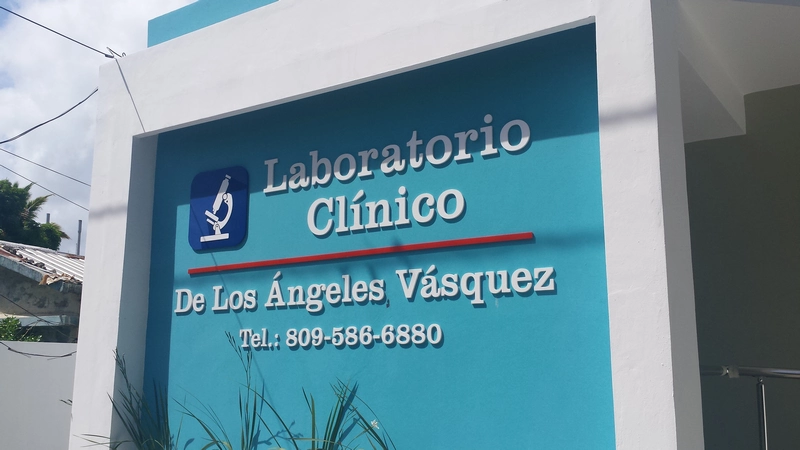 Laboratorio
Clínico
De Los Ángeles Vásquez
Tel.: 809-586-6880